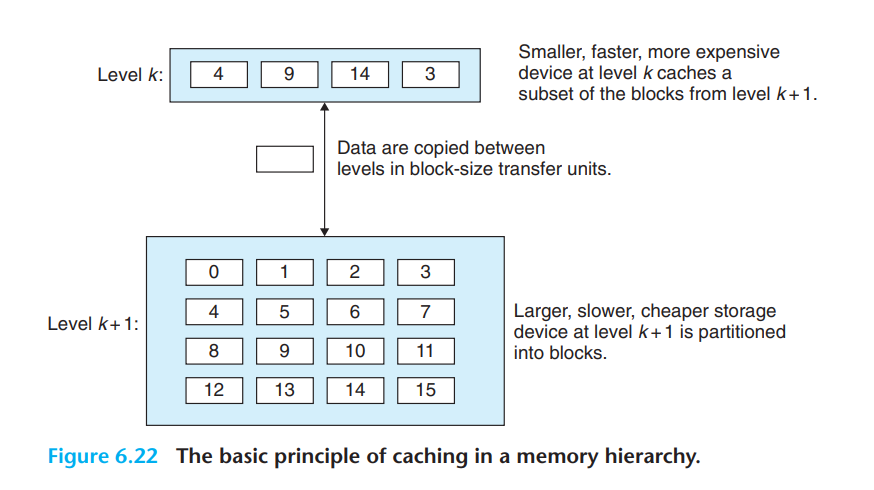 Level k:
4 9 14 3
Smaller, faster, more expensive
device at level k caches a
subset of the blocks from level k+1.
Data are copied between
levels in block-size transfer units.
Level k+1:
0 1 2 3
4 5 6 7
8 9 10 11
12 13 14 15
Larger, slower, cheaper storage
device at level k+1 is partitioned
into blocks.
Figure 6.22 The basic principle of caching in a memory hierarchy.